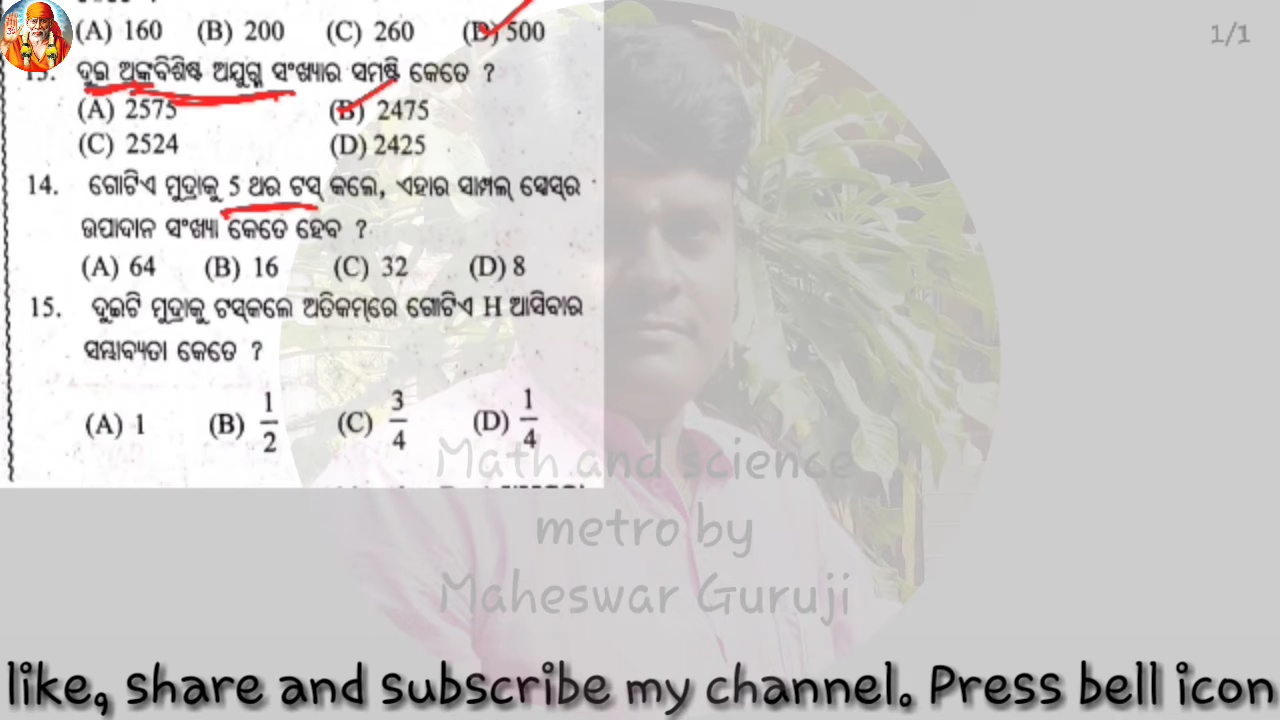 (A) 160 (B) 200 (C) 260 (D) 500
ଦୁଇ ଅଙ୍କବିଶିଷ୍ଟ ଅଯୁଗ୍ମ ସଂଖ୍ୟାର ସମଷ୍ଟି କେତେ ?
(A) 2575 (B) 2475
(C) 2524 (D) 2425
14. ଗୋଟିଏ ମୁଦ୍ରାକୁ 5 ଥର ଟସ୍ କଲେ, ଏହାର ସାମ୍ପଲ୍ ସ୍ପେସ୍‌ର
ଉପାଦାନ ସଂଖ୍ୟା କେତେ ହେବ ?
(A) 64 (B) 16 (C) 32 (D) 8
15. ଦୁଇଟି ମୁଦ୍ରାକୁ ଟସ୍‌କଲେ ଅତିକମ୍‌ରେ ଗୋଟିଏ H ଆସିବାର
ସମ୍ଭାବ୍ୟତା କେତେ ?
(A) 1 (B) 1/2 (C) 3/4 (D) 1/4
1/1
Math and science
metro by
Maheswar Guruji
like, share and subscribe my channel. Press bell icon